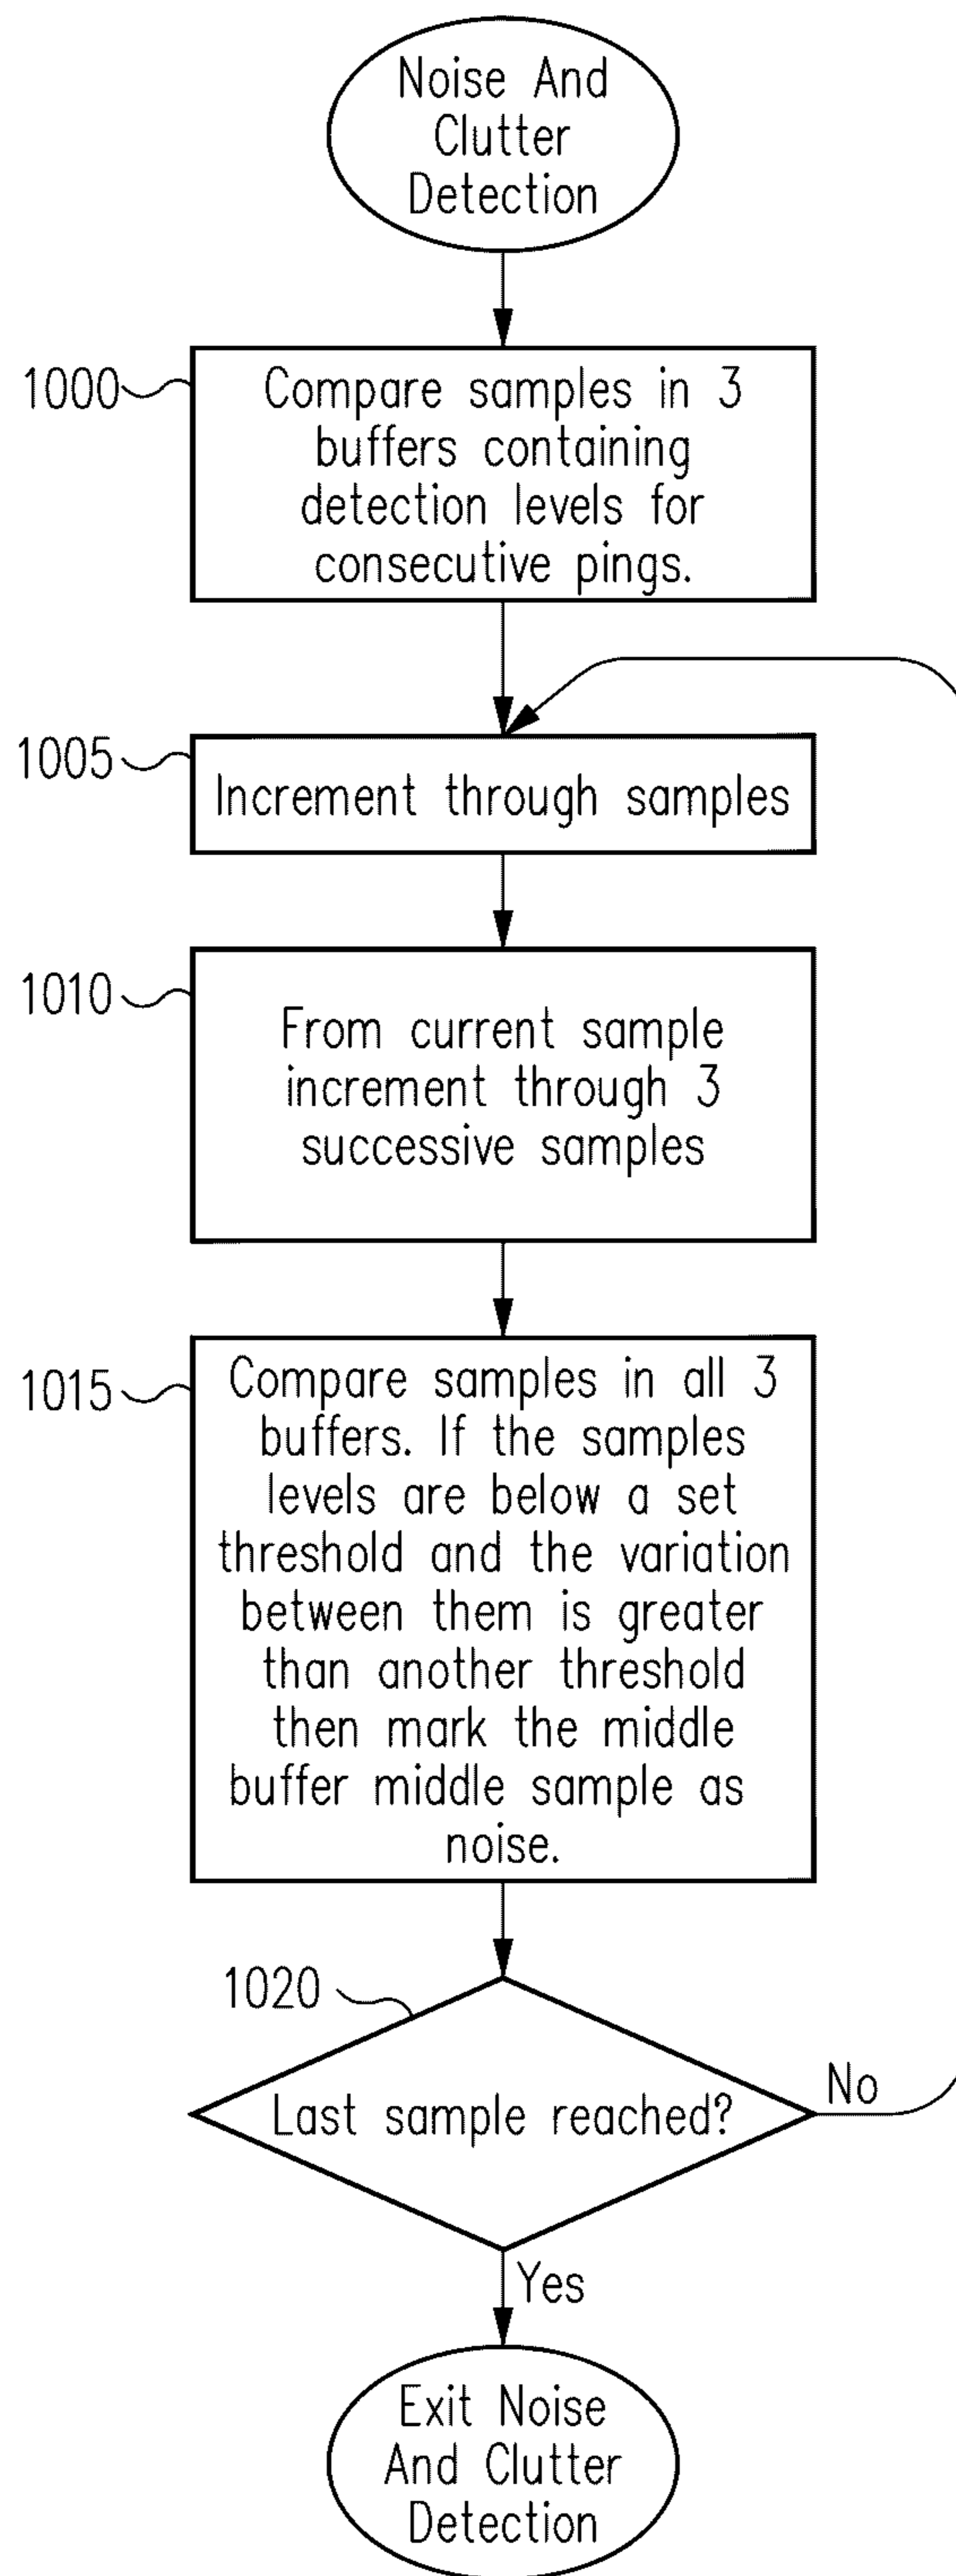 Noise And
Clutter
Detection
1000
Compare samples in 3
buffers containing
detection levels for
consecutive pings.
1005
Increment through samples
1010
From current sample
increment through 3
successive samples
1015
Compare samples in all 3
buffers. If the samples
levels are below a set
threshold and the variation
between them is greater
than another threshold
then mark the middle
buffer middle sample as
noise.
1020
Last sample reached?
No
Yes
Exit Noise
And Clutter
Detection